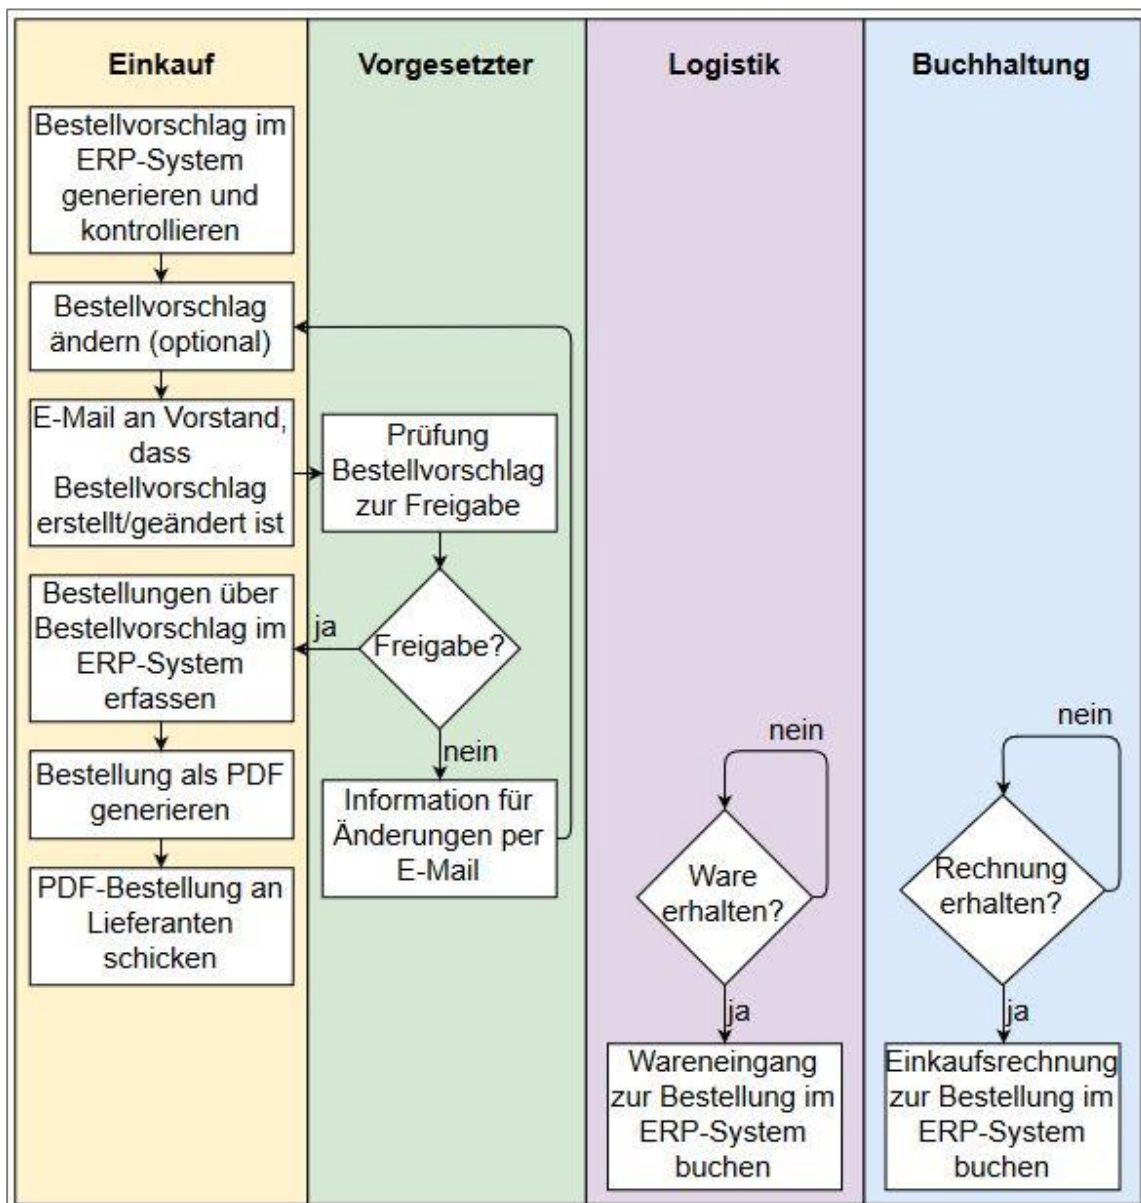 Einkauf
Bestellvorschlag im
ERP-System
generieren und
kontrollieren
Bestellvorschlag
ändern (optional)
E-Mail an Vorstand,
dass
Bestellvorschlag
erstellt/geändert ist
Bestellungen über
Bestellvorschlag im
ERP-System
erfassen
Bestellung als PDF
generieren
PDF-Bestellung an
Lieferanten
schicken
Vorgesetzter
Prüfung
Bestellvorschlag
zur Freigabe
Freigabe?
ja
nein
Information für
Änderungen per
E-Mail
Logistik
nein
Ware
erhalten?
ja
Wareneingang
zur Bestellung im
ERP-System
buchen
Buchhaltung
nein
Rechnung
erhalten?
ja
Einkaufsrechnung
zur Bestellung im
ERP-System
buchen